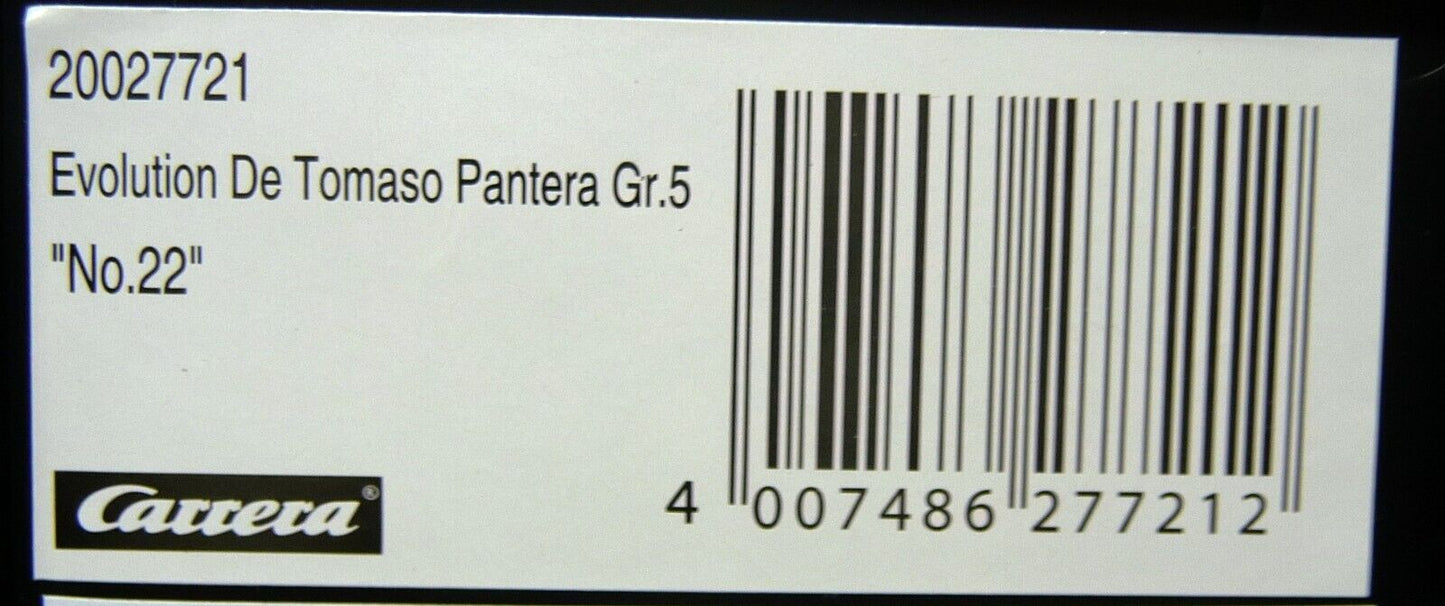 20027721
Evolution De Tomaso Pantera Gr.5
"No.22"
Carrera®
4 007486 277212